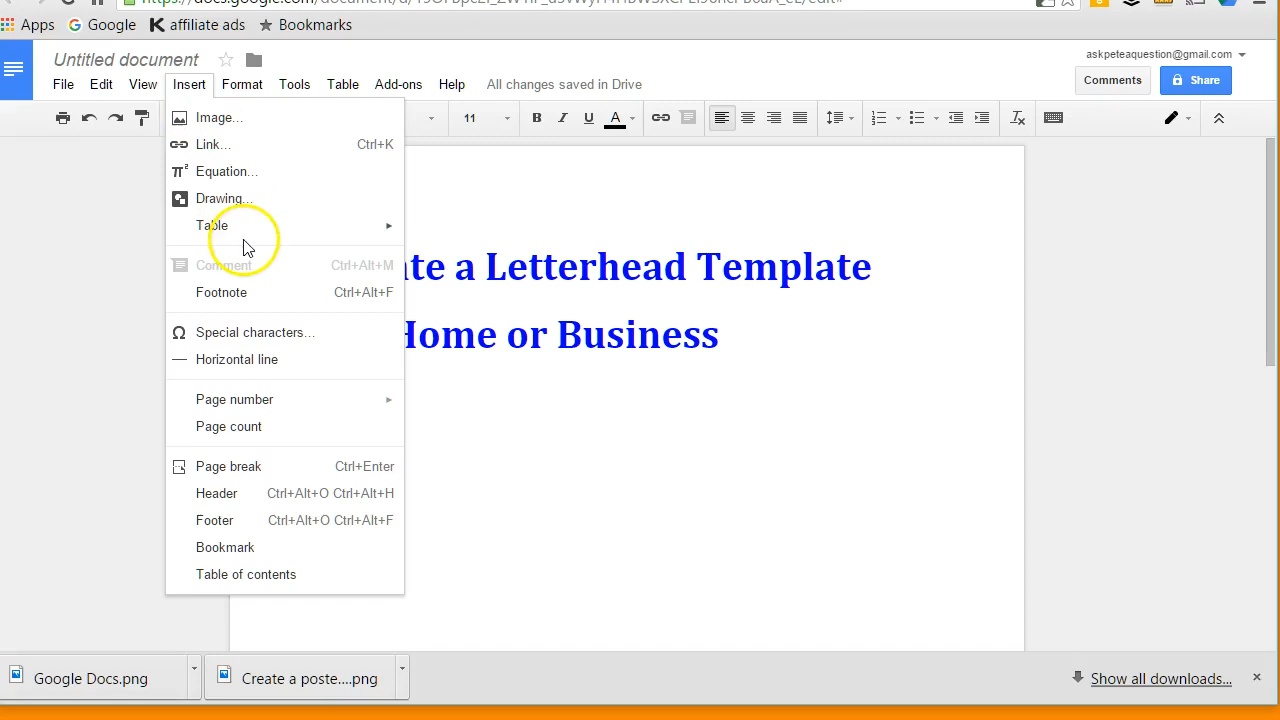 Apps Google affiliate ads Bookmarks
Untitled document
askpeteaquestion@gmail.com
File Edit View Insert Format Tools Table Add-ons Help All changes saved in Drive
Comments Share
11 B I U A
Image...
Link... Ctrl+K
π² Equation...
Drawing...
Table
Comment Ctrl+Alt+M
Footnote Ctrl+Alt+F
Ω Special characters...
Horizontal line
Page number
Page count
Page break Ctrl+Enter
Header Ctrl+Alt+O Ctrl+Alt+H
Footer Ctrl+Alt+O Ctrl+Alt+F
Bookmark
Table of contents
a Letterhead Template
Home or Business
Google Docs.png Create a poste....png Show all downloads...